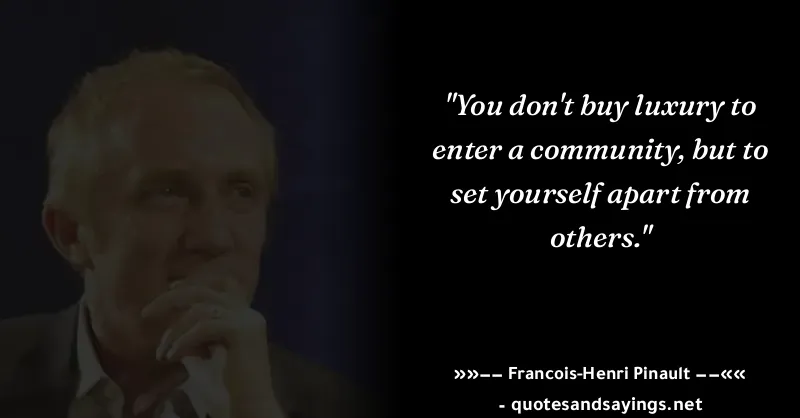 "You don't buy luxury to
enter a community, but to
set yourself apart from
others."
»»−− Francois-Henri Pinault −−««
- quotesandsayings.net